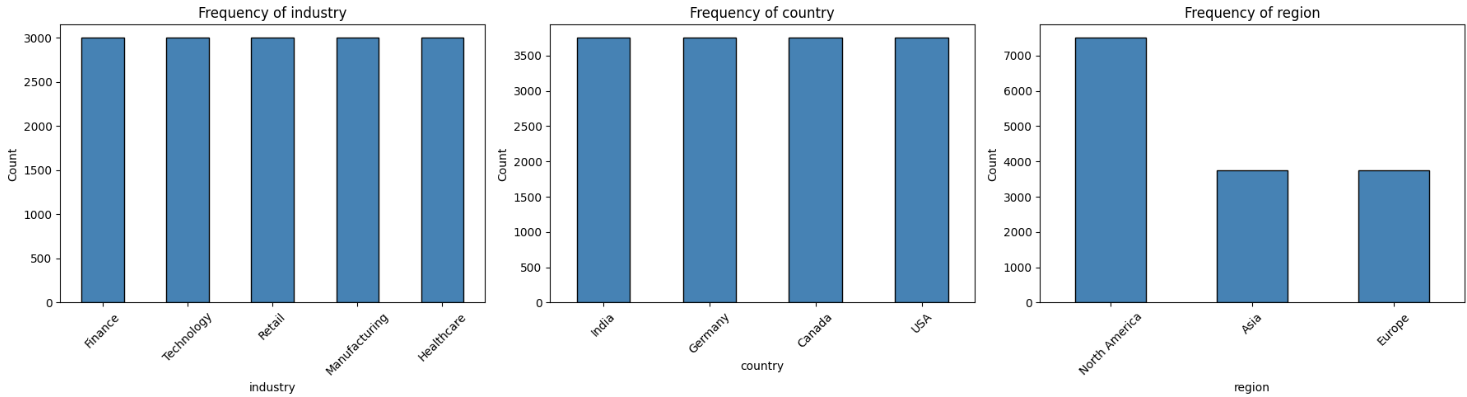 Frequency of industry
Count
3000
2500
2000
1500
1000
500
0
Finance
Technology
Retail
Manufacturing
Healthcare
industry
Frequency of country
Count
3500
3000
2500
2000
1500
1000
500
0
India
Germany
Canada
USA
country
Frequency of region
Count
7000
6000
5000
4000
3000
2000
1000
0
North America
Asia
Europe
region